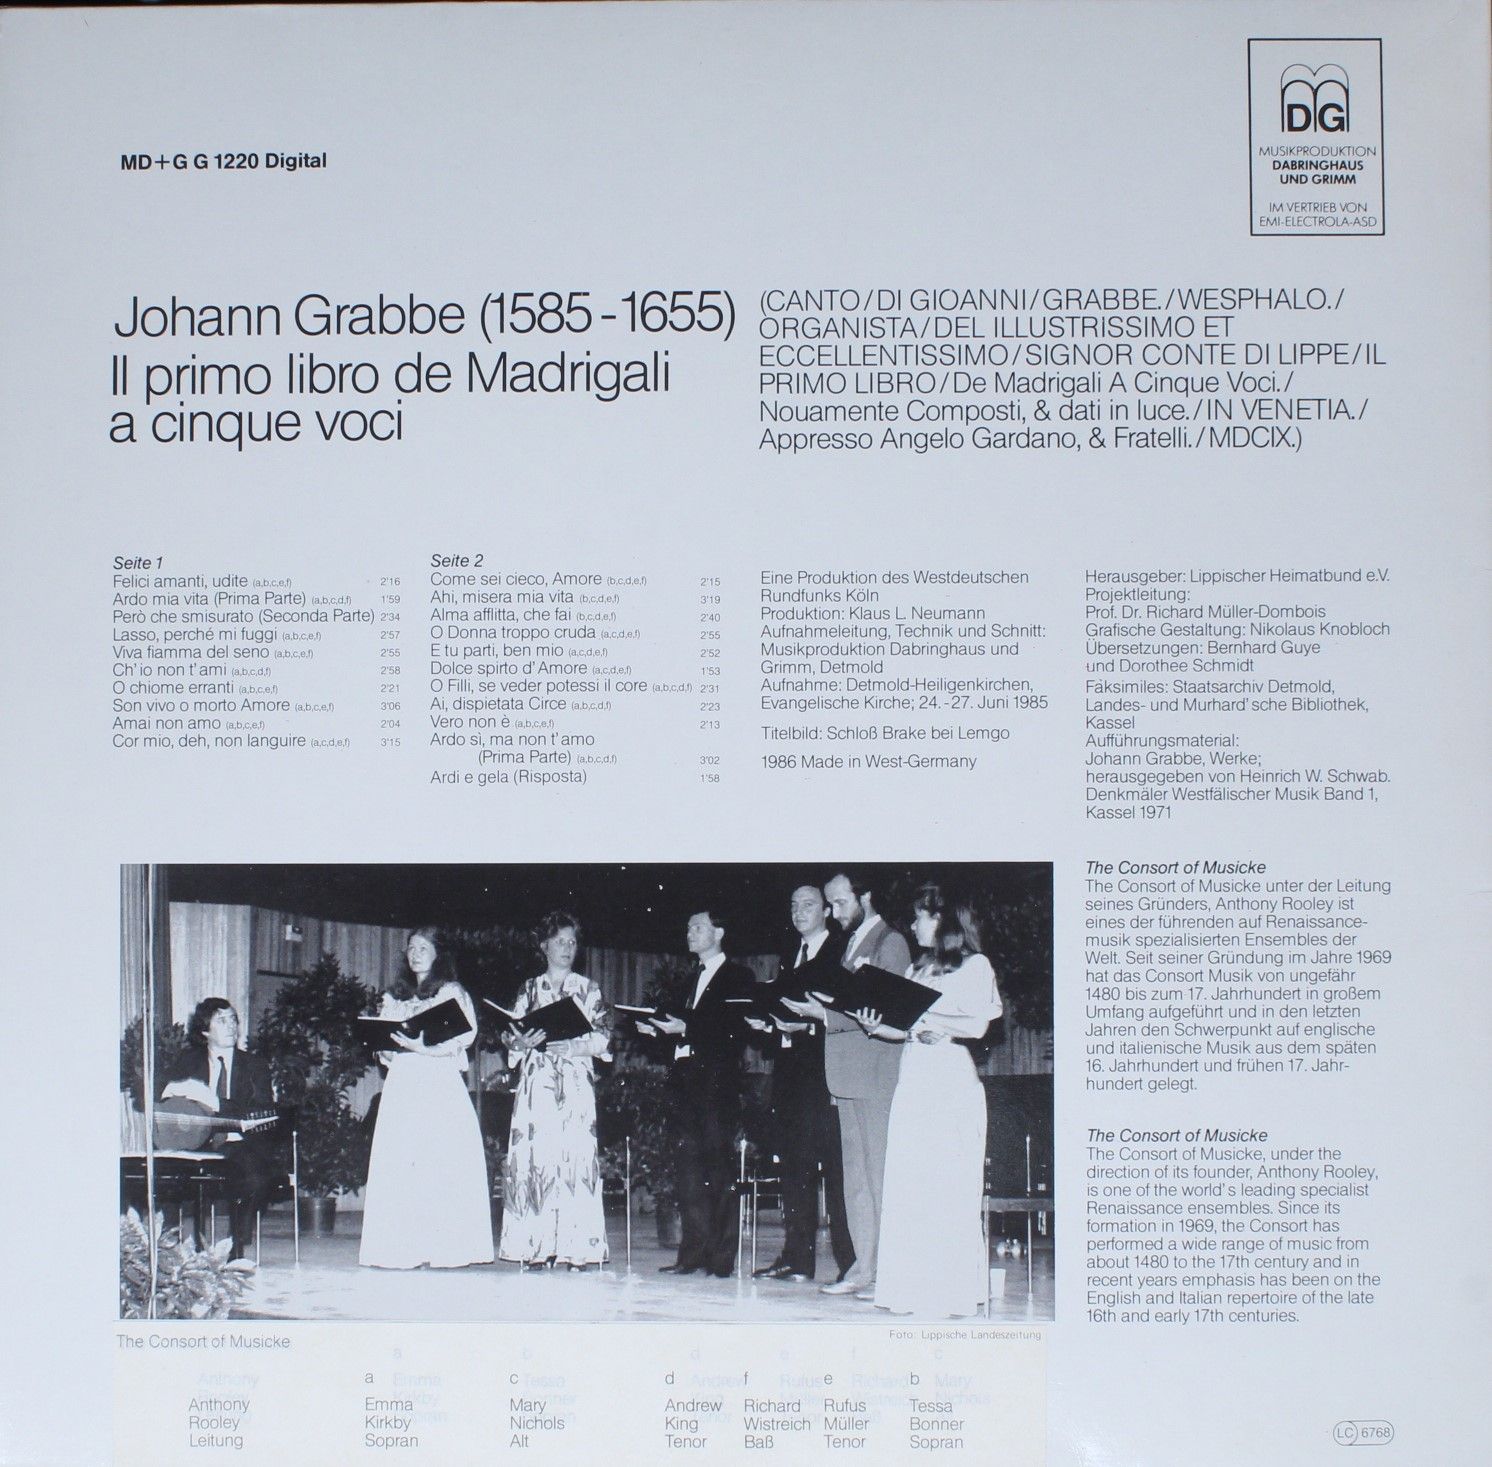 MD+G G 1220 Digital
DG
MUSIKPRODUKTION
DABRINGHAUS
UND GRIMM
IM VERTRIEB VON
EMI-ELECTROLA-ASD
Johann Grabbe (1585-1655)
Il primo libro de Madrigali
a cinque voci
(CANTO/DI GIOANNI/GRABBE./WESPHALO./
ORGANISTA/DEL ILLUSTRISSIMO ET
ECCELLENTISSIMO/SIGNOR CONTE DI LIPPE/IL
PRIMO LIBRO/De Madrigali A Cinque Voci./
Nouamente Composti, & dati in luce./IN VENETIA./
Appresso Angelo Gardano, & Fratelli./MDCIX.)
Seite 1
Felici amanti, udite (a,b,c,e,f) 2'16
Ardo mia vita (Prima Parte) (a,b,c,d,f) 1'59
Però che smisurato (Seconda Parte) 2'34
Lasso, perché mi fuggi (a,b,c,e,f) 2'57
Viva fiamma del seno (a,b,c,e,f) 2'55
Ch'io non t'ami (a,b,c,d,f) 2'58
O chiome erranti (a,b,c,e,f) 2'21
Son vivo o morto Amore (a,b,c,e,f) 3'06
Amai non amo (a,b,c,e,f) 2'04
Cor mio, deh, non languire (a,c,d,e,f) 3'15
Seite 2
Come sei cieco, Amore (b,c,d,e,f) 2'15
Ahi, misera mia vita (b,c,d,e,f) 3'19
Alma afflitta, che fai (b,c,d,e,f) 2'40
O Donna troppo cruda (a,c,d,e,f) 2'55
E tu parti, ben mio (a,c,d,e,f) 2'52
Dolce spirto d'Amore (a,c,d,e,f) 1'53
O Filli, se veder potessi il core (a,b,c,d,f) 2'31
Ai, dispietata Circe (a,b,c,d,f) 2'23
Vero non è (a,b,c,e,f) 2'13
Ardo sì, ma non t'amo
(Prima Parte) (a,b,c,d,f) 3'02
Ardi e gela (Risposta) 1'58
Eine Produktion des Westdeutschen
Rundfunks Köln
Produktion: Klaus L. Neumann
Aufnahmeleitung, Technik und Schnitt:
Musikproduktion Dabringhaus und
Grimm, Detmold
Aufnahme: Detmold-Heiligenkirchen,
Evangelische Kirche; 24.-27. Juni 1985
Titelbild: Schloß Brake bei Lemgo
1986 Made in West-Germany
Herausgeber: Lippischer Heimatbund e.V.
Projektleitung:
Prof. Dr. Richard Müller-Dombois
Grafische Gestaltung: Nikolaus Knobloch
Übersetzungen: Bernhard Guye
und Dorothee Schmidt
Faksimiles: Staatsarchiv Detmold,
Landes- und Murhard'sche Bibliothek,
Kassel
Aufführungsmaterial:
Johann Grabbe, Werke;
herausgegeben von Heinrich W. Schwab.
Denkmäler Westfälischer Musik Band 1,
Kassel 1971
The Consort of Musicke
The Consort of Musicke unter der Leitung
seines Gründers, Anthony Rooley ist
eines der führenden auf Renaissance-
musik spezialisierten Ensembles der
Welt. Seit seiner Gründung im Jahre 1969
hat das Consort Musik von ungefähr
1480 bis zum 17. Jahrhundert in großem
Umfang aufgeführt und in den letzten
Jahren den Schwerpunkt auf englische
und italienische Musik aus dem späten
16. Jahrhundert und frühen 17. Jahr-
hundert gelegt.
The Consort of Musicke
The Consort of Musicke, under the
direction of its founder, Anthony Rooley,
is one of the world's leading specialist
Renaissance ensembles. Since its
formation in 1969, the Consort has
performed a wide range of music from
about 1480 to the 17th century and in
recent years emphasis has been on the
English and Italian repertoire of the late
16th and early 17th centuries.
The Consort of Musicke
Foto: Lippische Landeszeitung
a c d f e b
Anthony Emma Mary Andrew Richard Rufus Tessa
Rooley Kirkby Nichols King Wistreich Müller Bonner
Leitung Sopran Alt Tenor Baß Tenor Sopran
LC 6768